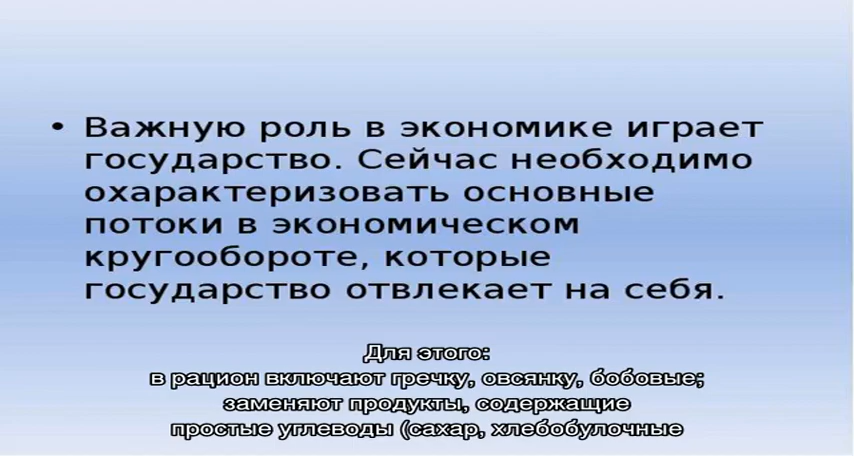 • Важную роль в экономике играет
государство. Сейчас необходимо
охарактеризовать основные
потоки в экономическом
кругообороте, которые
государство отвлекает на себя.
Для этого:
в рацион включают гречку, овсянку, бобовые;
заменяют продукты, содержащие
простые углеводы (сахар, хлебобулочные